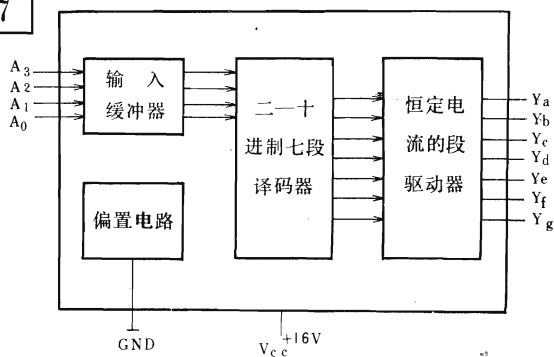 7
A3
A2
A1
A0
输入
缓冲器
偏置电路
二一十
进制七段
译码器
恒定电
流的段
驱动器
Ya
Yb
Yc
Yd
Ye
Yf
Yg
GND
Vcc
+16V